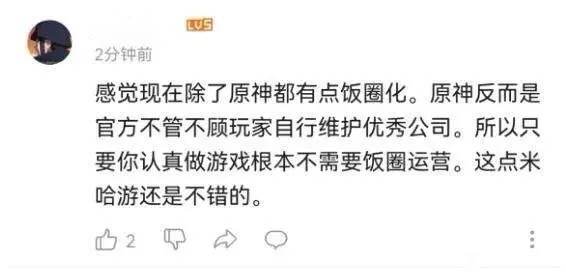 LV5
2分钟前
感觉现在除了原神都有点饭圈化。原神反而是
官方不管不顾玩家自行维护优秀公司。所以只
要你认真做游戏根本不需要饭圈运营。这点米
哈游还是不错的。
2